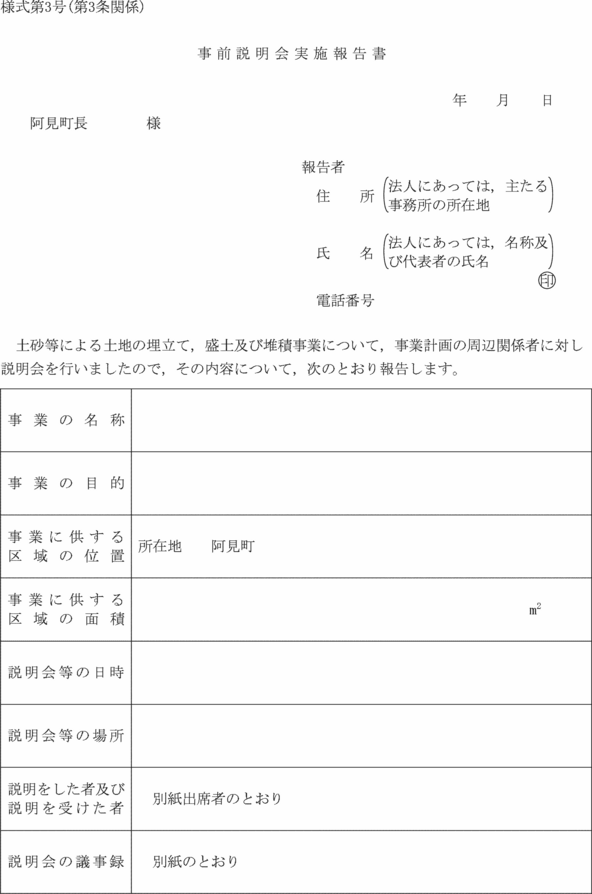 様式第3号(第3条関係)
事前説明会実施報告書
年　　月　　日
阿見町長　　　　様
報告者
住　　所 (法人にあっては，主たる
事務所の所在地)
氏　　名 (法人にあっては，名称及
び代表者の氏名)
㊞
電話番号
　土砂等による土地の埋立て，盛土及び堆積事業について，事業計画の周辺関係者に対し
説明会を行いましたので，その内容について，次のとおり報告します。
事業の名称
事業の目的
事業に供する
区域の位置
所在地　　阿見町
事業に供する
区域の面積
㎡
説明会等の日時
説明会等の場所
説明をした者及び
説明を受けた者
別紙出席者のとおり
説明会の議事録
別紙のとおり